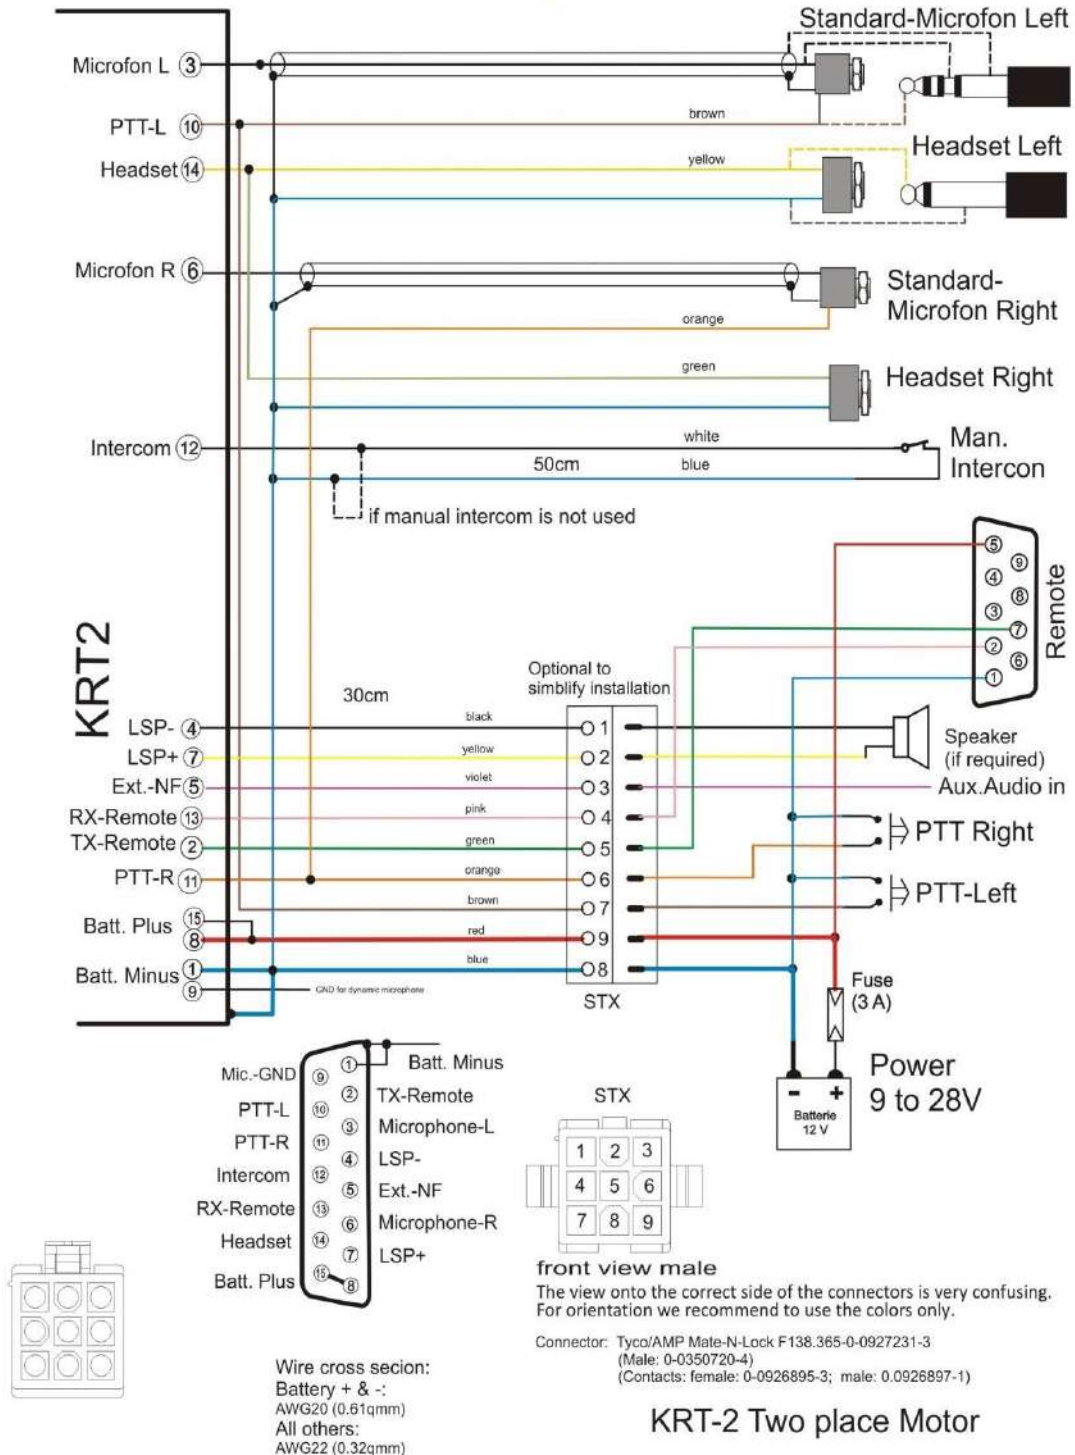 Standard-Microfon Left
Microfon L 3
brown
PTT-L 10
Headset Left
Headset 14
yellow
Microfon R 6
Standard-
Microfon Right
orange
green
Headset Right
Intercom 12
white
Man.
Intercon
50cm
blue
if manual intercom is not used
5
9
4
8
3
7
2
6
1
Remote
KRT2
Optional to
simblify installation
30cm
LSP- 4
black
1
LSP+ 7
yellow
2
Speaker
(if required)
Ext.-NF 5
violet
3
Aux.Audio in
RX-Remote 13
pink
4
TX-Remote 2
green
5
PTT Right
PTT-R 11
orange
6
brown
7
PTT-Left
15
Batt. Plus
8
red
9
Batt. Minus 1
blue
8
9
GND for dynamic microphone
STX
Fuse
(3 A)
Power
9 to 28V
- +
Batterie
12 V
1 Batt. Minus
Mic.-GND 9
2 TX-Remote
PTT-L 10
3 Microphone-L
PTT-R 11
4 LSP-
Intercom 12
5 Ext.-NF
RX-Remote 13
6 Microphone-R
Headset 14
7 LSP+
Batt. Plus 15
8
STX
1 2 3
4 5 6
7 8 9
front view male
The view onto the correct side of the connectors is very confusing.
For orientation we recommend to use the colors only.
Connector: Tyco/AMP Mate-N-Lock F138.365-0-0927231-3
(Male: 0-0350720-4)
(Contacts: female: 0-0926895-3; male: 0.0926897-1)
Wire cross secion:
Battery + & -:
AWG20 (0.61qmm)
All others:
AWG22 (0.32qmm)
KRT-2 Two place Motor